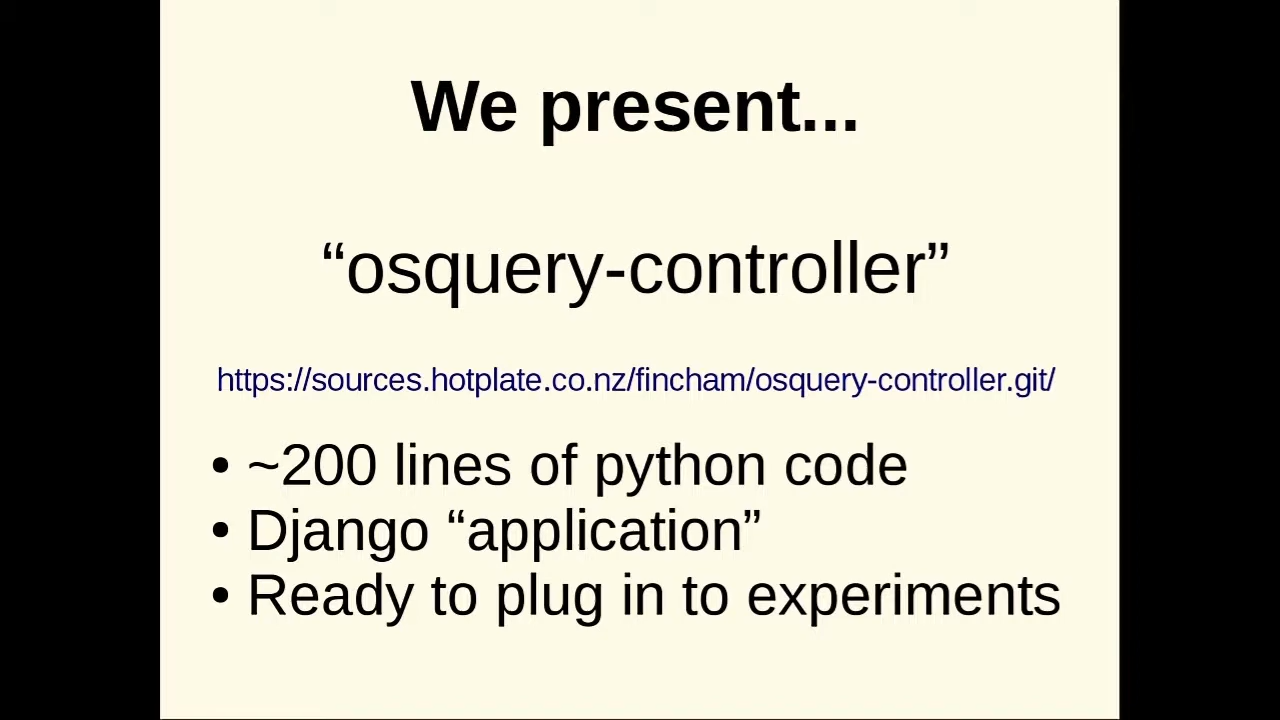 We present...
“osquery-controller”
https://sources.hotplate.co.nz/fincham/osquery-controller.git/
• ~200 lines of python code
• Django “application”
• Ready to plug in to experiments